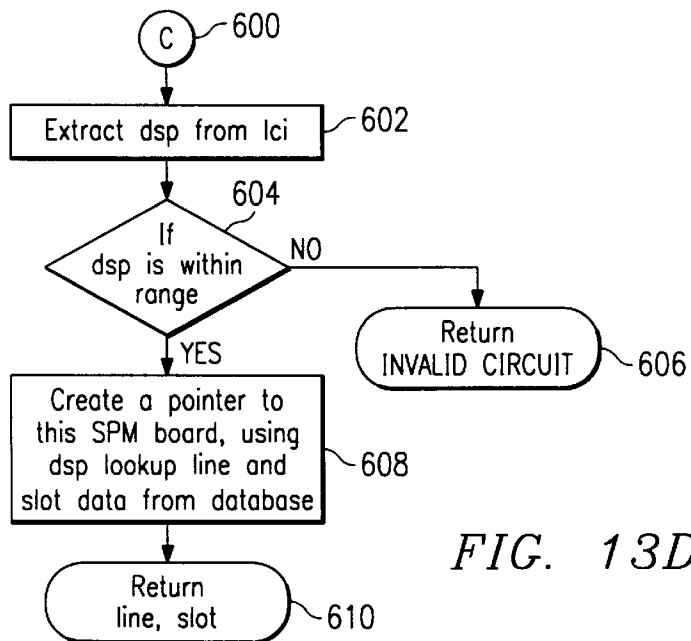 C
600
Extract dsp from lci
602
604
If
dsp is within
range
NO
YES
Return
INVALID CIRCUIT
606
Create a pointer to
this SPM board, using
dsp lookup line and
slot data from database
608
Return
line, slot
610
FIG. 13D